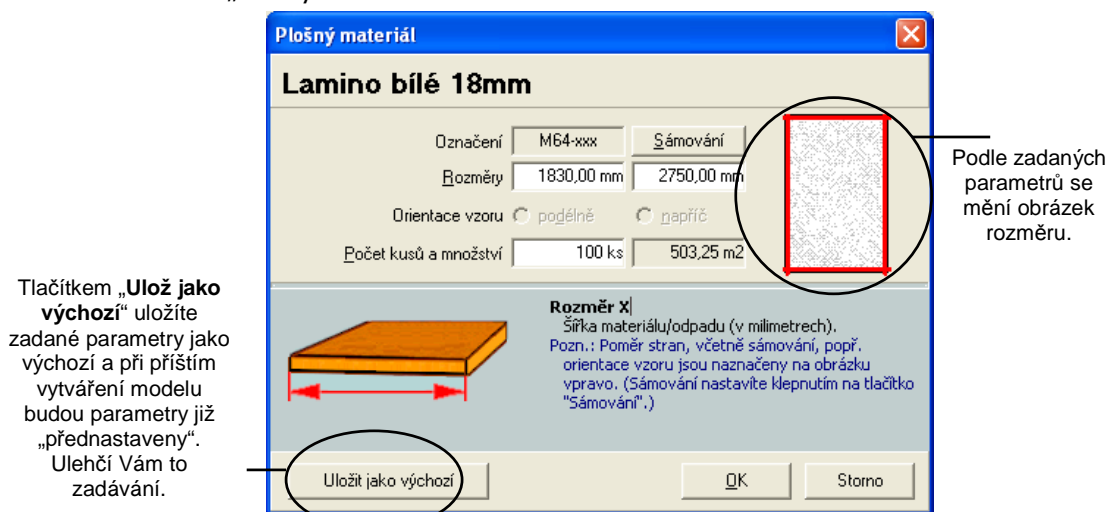 Plošný materiál
Lamino bílé 18mm
Označení M64-xxx Sámování
Rozměry 1830,00 mm 2750,00 mm
Orientace vzoru podélně napříč
Počet kusů a množství 100 ks 503,25 m2
Podle zadaných
parametrů se
mění obrázek
rozměru.
Tlačítkem „Ulož jako
výchozí“ uložíte
zadané parametry jako
výchozí a při příštím
vytváření modelu
budou parametry již
„přednastaveny“.
Ulehčí Vám to
zadávání.
Rozměr X
Šířka materiálu/odpadu (v milimetrech).
Pozn.: Poměr stran, včetně sámování, popř.
orientace vzoru jsou naznačeny na obrázku
vpravo. (Sámování nastavíte klepnutím na tlačítko
"Sámování".)
Uložit jako výchozí OK Storno